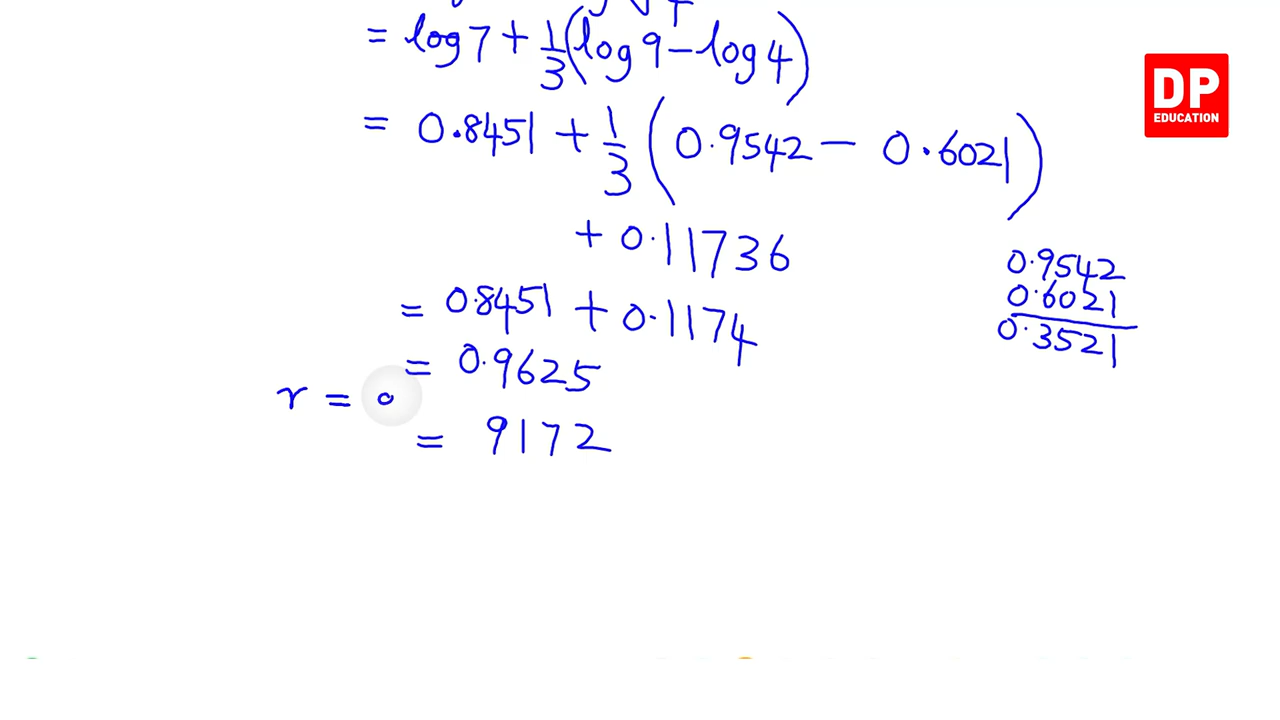 = log 7 + 1/3 (log 9 - log 4)
= 0.8451 + 1/3 (0.9542 - 0.6021)
+ 0.11736
= 0.8451 + 0.1174
= 0.9625
r = 0
= 9172
0.9542
0.6021
0.3521
DP
EDUCATION